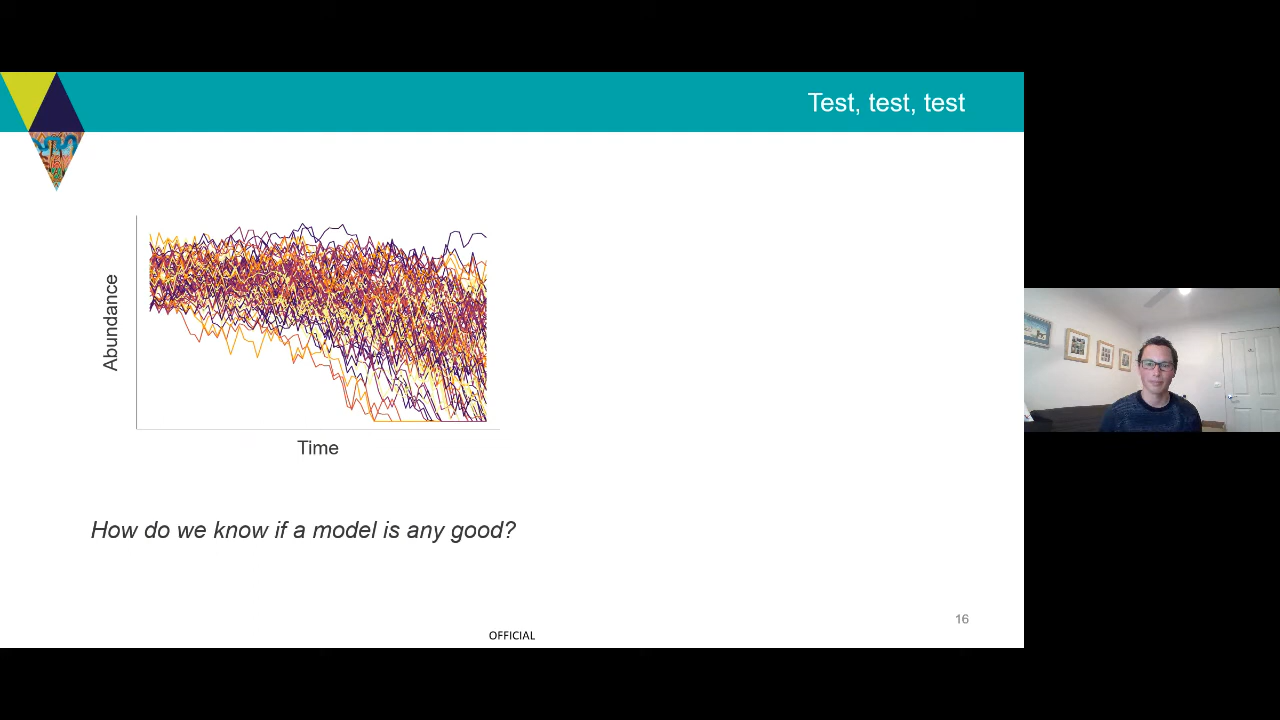 Test, test, test
Abundance
Time
How do we know if a model is any good?
16
OFFICIAL